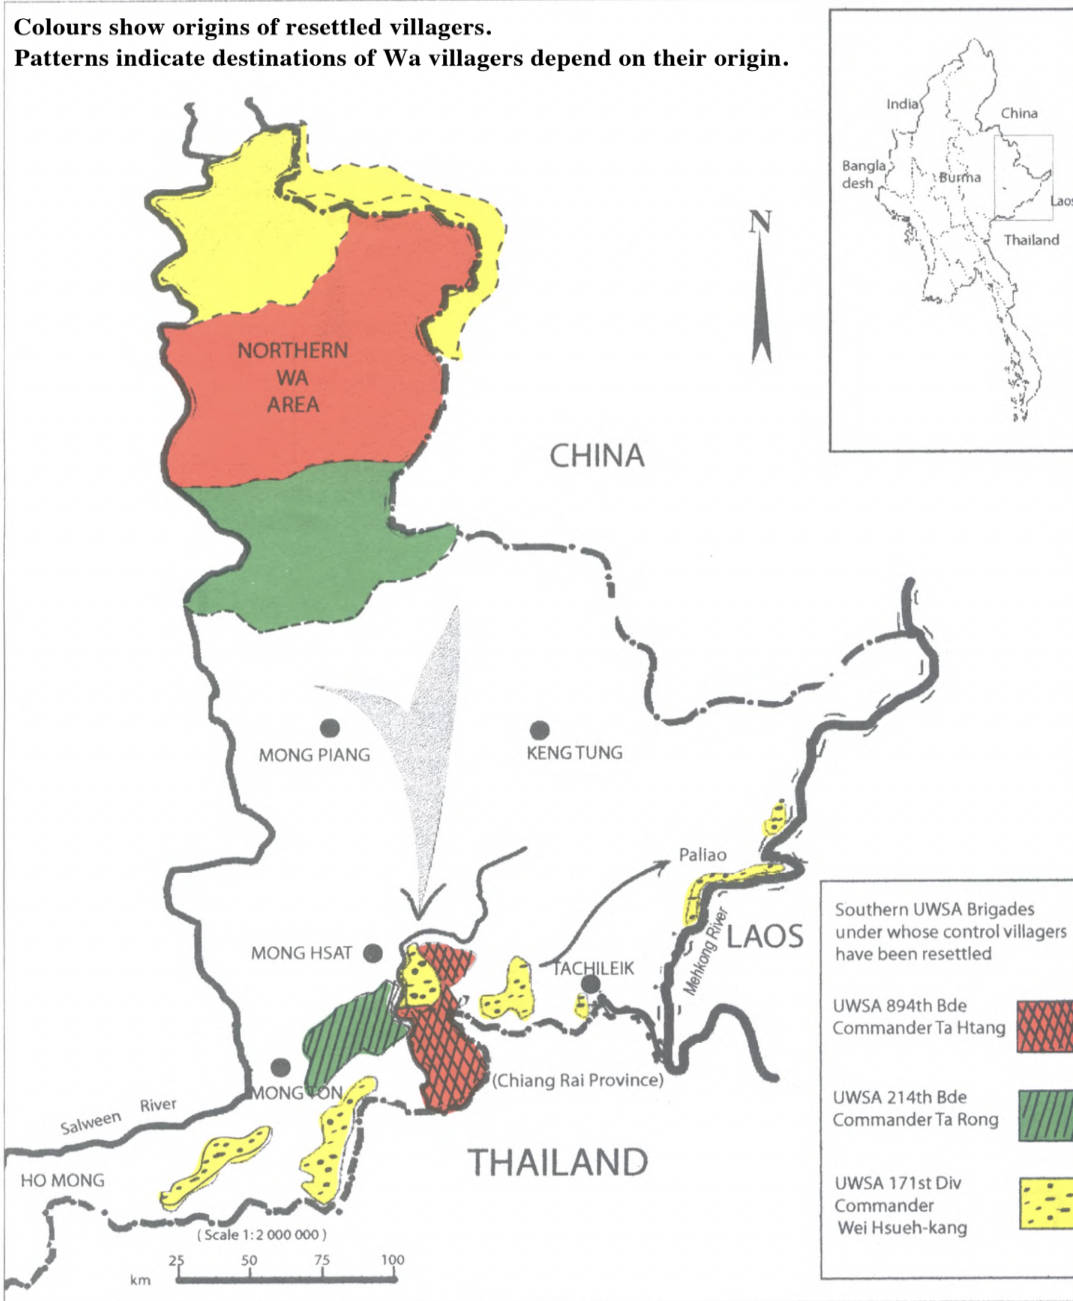 Colours show origins of resettled villagers.
Patterns indicate destinations of Wa villagers depend on their origin.
India
China
Bangla
desh
Burma
Laos
Thailand
N
NORTHERN
WA
AREA
CHINA
MONG PIANG
KENG TUNG
Paliao
Mehkong River
LAOS
MONG HSAT
TACHILEIK
MONG TON
(Chiang Rai Province)
Salween River
THAILAND
HO MONG
( Scale 1: 2 000 000 )
25 50 75 100
km
Southern UWSA Brigades
under whose control villagers
have been resettled
UWSA 894th Bde
Commander Ta Htang
UWSA 214th Bde
Commander Ta Rong
UWSA 171st Div
Commander
Wei Hsueh-kang